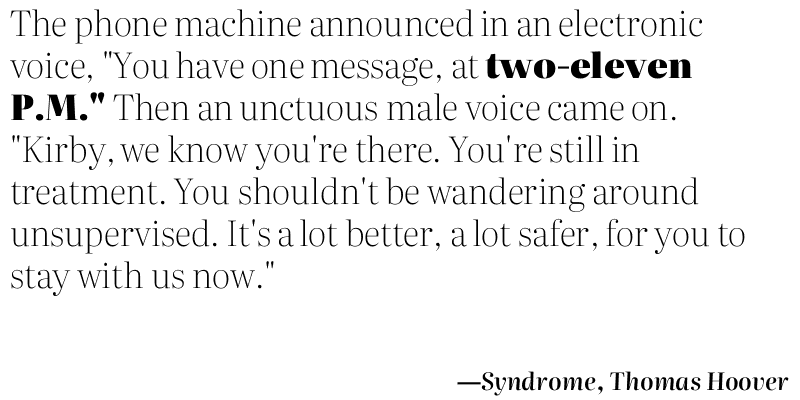 The phone machine announced in an electronic
voice, "You have one message, at two-eleven
P.M." Then an unctuous male voice came on.
"Kirby, we know you're there. You're still in
treatment. You shouldn't be wandering around
unsupervised. It's a lot better, a lot safer, for you to
stay with us now."
—Syndrome, Thomas Hoover